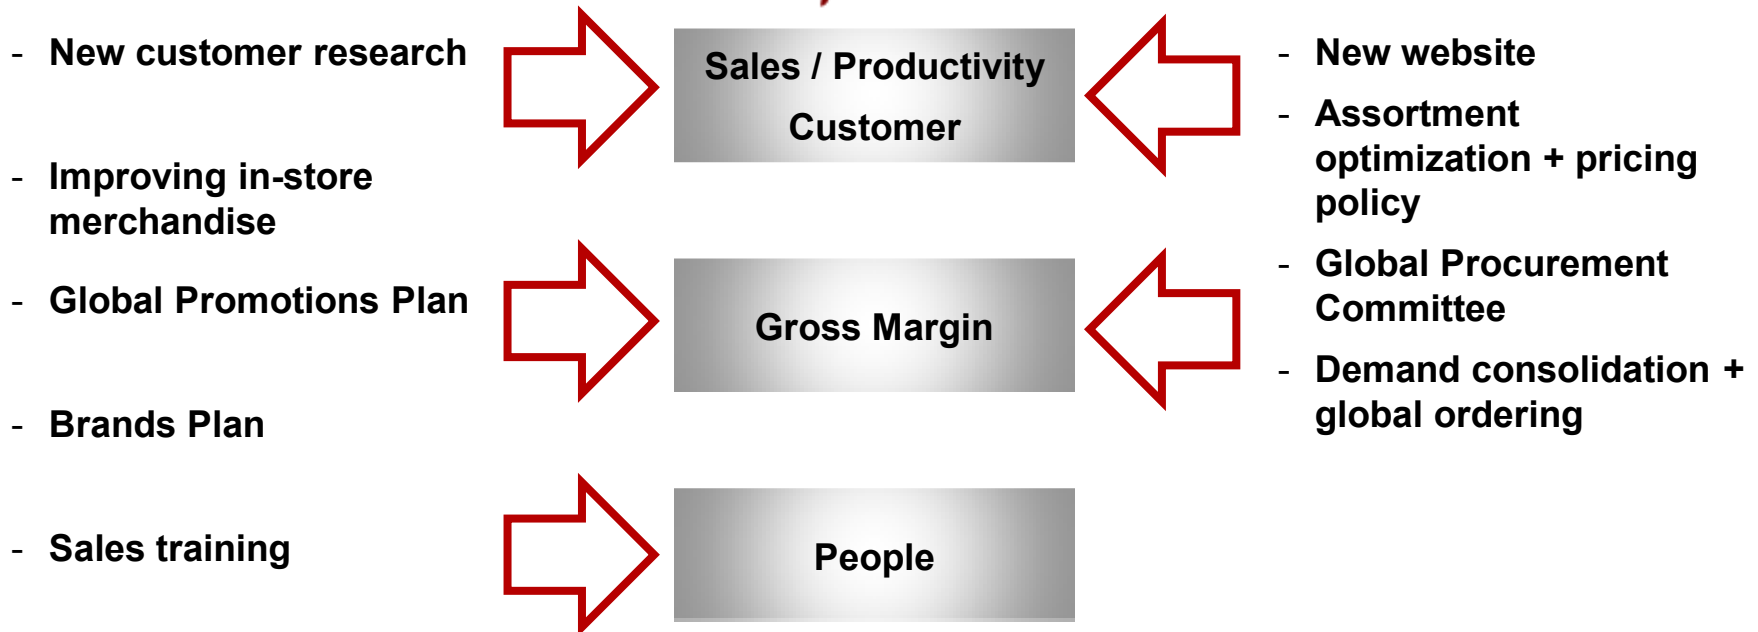 - New customer research
- Improving in-store
merchandise
- Global Promotions Plan
- Brands Plan
- Sales training
Sales / Productivity
Customer
Gross Margin
People
- New website
- Assortment
optimization + pricing
policy
- Global Procurement
Committee
- Demand consolidation +
global ordering